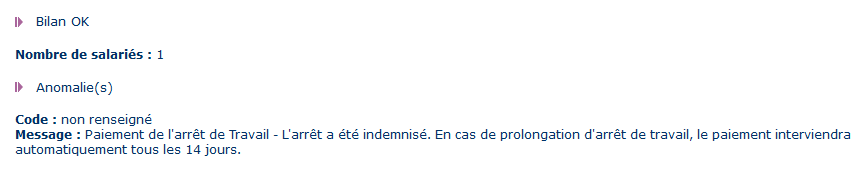 Bilan OK
Nombre de salariés : 1
Anomalie(s)
Code : non renseigné
Message : Paiement de l'arrêt de Travail - L'arrêt a été indemnisé. En cas de prolongation d'arrêt de travail, le paiement interviendra
automatiquement tous les 14 jours.